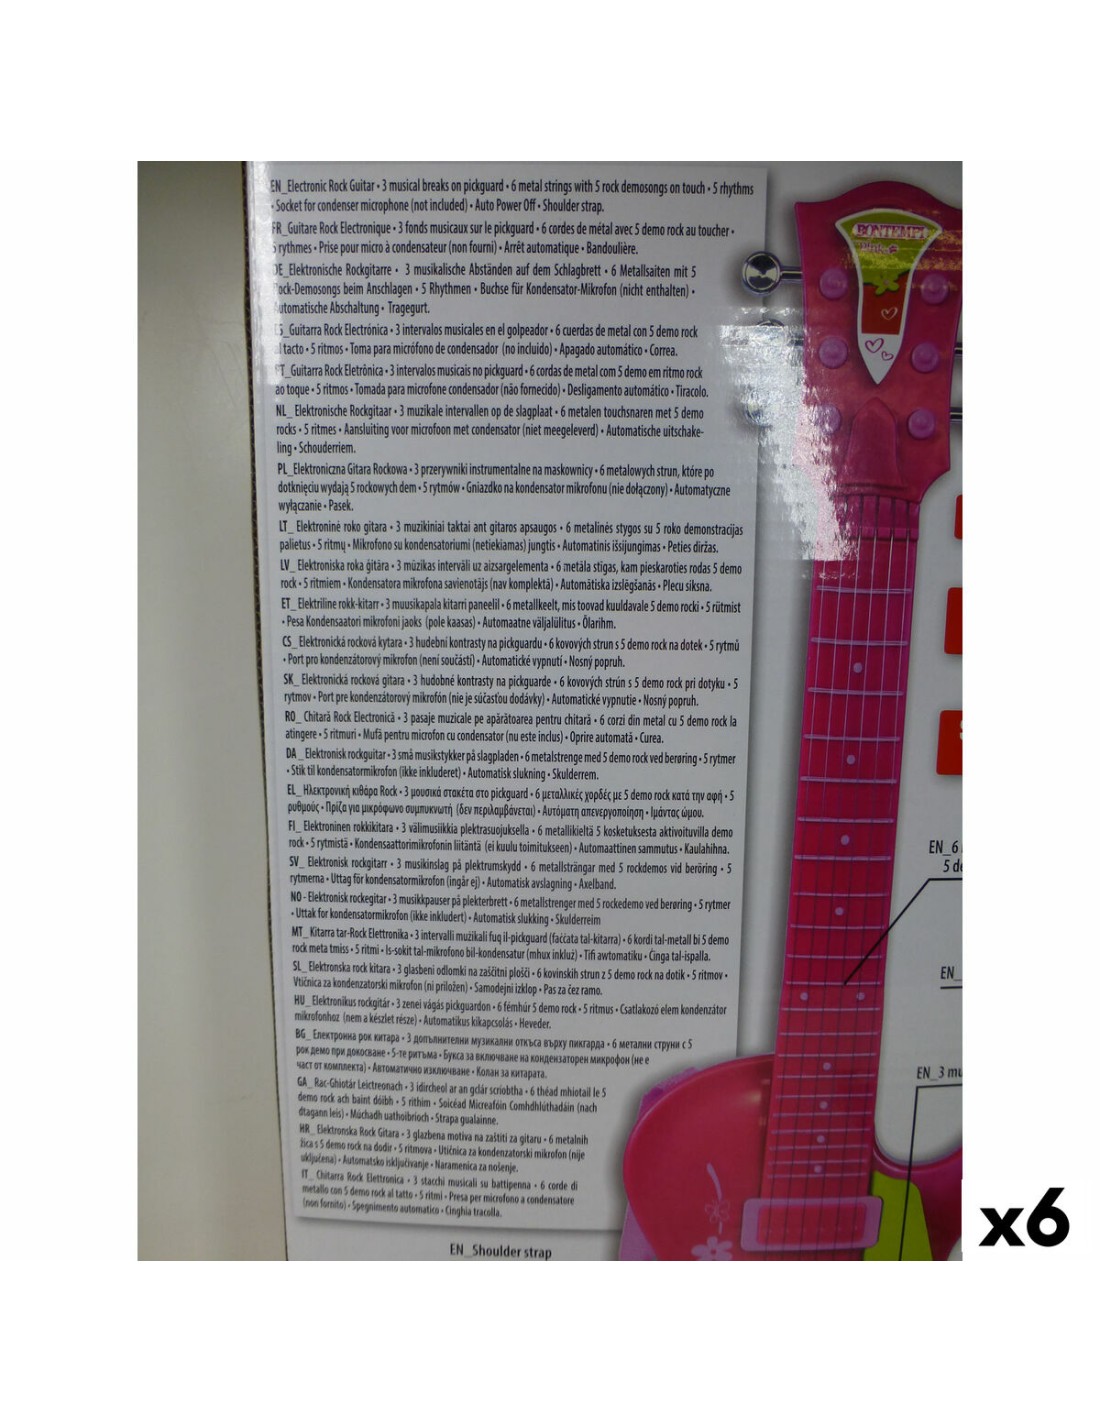 EN_Electronic Rock Guitar • 3 musical breaks on pickguard • 6 metal strings with 5 rock demosongs on touch • 5 rhythms
• Socket for condenser microphone (not included) • Auto Power Off • Shoulder strap.
FR_Guitare Rock Electronique • 3 fonds musicaux sur le pickguard • 6 cordes de métal avec 5 demo rock au toucher •
5 rythmes • Prise pour micro à condensateur (non fourni) • Arrêt automatique • Bandoulière.
DE_Elektronische Rockgitarre • 3 musikalische Abständen auf dem Schlagbrett • 6 Metallsaiten mit 5
Rock-Demosongs beim Anschlagen • 5 Rhythmen • Buchse für Kondensator-Mikrofon (nicht enthalten) •
Automatische Abschaltung • Tragegurt.
ES_Guitarra Rock Electrónica • 3 intervalos musicales en el golpeador • 6 cuerdas de metal con 5 demo rock
al tacto • 5 ritmos • Toma para micrófono de condensador (no incluido) • Apagado automático • Correa.
PT_Guitarra Rock Eletrônica • 3 intervalos musicais no pickguard • 6 cordas de metal com 5 demo em ritmo rock
ao toque • 5 ritmos • Tomada para microfone condensador (não fornecido) • Desligamento automático • Tiracolo.
NL_ Elektronische Rockgitaar • 3 muzikale intervallen op de slagplaat • 6 metalen touchsnaren met 5 demo
rocks • 5 ritmes • Aansluiting voor microfoon met condensator (niet meegeleverd) • Automatische uitschake-
ling • Schouderriem.
PL_Elektroniczna Gitara Rockowa • 3 przerywniki instrumentalne na maskownicy • 6 metalowych strun, które po
dotknięciu wydają 5 rockowych dem • 5 rytmów • Gniazdko na kondensator mikrofonu (nie dołączony) • Automatyczne
wyłączanie • Pasek.
LT_ Elektroninė roko gitara • 3 muzikiniai taktai ant gitaros apsaugos • 6 metalinės stygos su 5 roko demonstracijas
palietus • 5 ritmų • Mikrofono su kondensatoriumi (netiekiamas) jungtis • Automatinis išsijungimas • Peties diržas.
LV_ Elektroniska roka ģitāra • 3 mūzikas intervāli uz aizsargelementa • 6 metāla stīgas, kam pieskaroties rodas 5 demo
rock • 5 ritmiem • Kondensatora mikrofona savienotājs (nav komplektā) • Automātiska izslēgšanās • Plecu siksna.
ET_ Elektriline rokk-kitarr • 3 muusikapala kitarri paneelil • 6 metallkeelt, mis toovad kuuldavale 5 demo rocki • 5 rütmist
• Pesa Kondensaatori mikrofoni jaoks (pole kaasas) • Automaatne väljalülitus • Õlarihm.
CS_ Elektronická rocková kytara • 3 hudební kontrasty na pickguardu • 6 kovových strun s 5 demo rock na dotek • 5 rytmů
• Port pro kondenzátorový mikrofon (není součástí) • Automatické vypnutí • Nosný popruh.
SK_ Elektronická rocková gitara • 3 hudobné kontrasty na pickguarde • 6 kovových strún s 5 demo rock pri dotyku • 5
rytmov • Port pre kondenzátorový mikrofón (nie je súčasťou dodávky) • Automatické vypnutie • Nosný popruh.
RO_ Chitară Rock Electronică • 3 pasaje muzicale pe apărătoarea pentru chitară • 6 corzi din metal cu 5 demo rock la
atingere • 5 ritmuri • Mufă pentru microfon cu condensator (nu este inclus) • Oprire automată • Curea.
DA_ Elektronisk rockguitar • 3 små musikstykker på slagpladen • 6 metalstrenge med 5 demo rock ved berøring • 5 rytmer
• Stik til kondensatormikrofon (ikke inkluderet) • Automatisk slukning • Skulderrem.
EL_ Ηλεκτρονική κιθάρα Rock • 3 μουσικά στακέτα στο pickguard • 6 μεταλλικές χορδές με 5 demo rock κατά την αφή • 5
ρυθμούς • Πρίζα για μικρόφωνο συμπυκνωτή (δεν περιλαμβάνεται) • Αυτόματη απενεργοποίηση • Ιμάντας ώμου.
FI_ Elektroninen rokkikitara • 3 välimusiikkia plektrasuojuksella • 6 metallikieltä 5 kosketuksesta aktivoituvilla demo
rock • 5 rytmistä • Kondensaattorimikrofonin liitäntä (ei kuulu toimitukseen) • Automaattinen sammutus • Kaulahihna.
SV_ Elektronisk rockgitarr • 3 musikinslag på plektrumskydd • 6 metallsträngar med 5 rockdemos vid beröring • 5
rytmerna • Uttag för kondensatormikrofon (ingår ej) • Automatisk avslagning • Axelband.
NO - Elektronisk rockegitar • 3 musikkpauser på plekterbrett • 6 metallstrenger med 5 rockedemo ved berøring • 5 rytmer
• Uttak for kondensatormikrofon (ikke inkludert) • Automatisk slukking • Skulderreim
MT_ Kitarra tar-Rock Elettronika • 3 intervalli mużikali fuq il-pickguard (faċċata tal-kitarra) • 6 kordi tal-metall bi 5 demo
rock meta tmiss • 5 ritmi • Is-sokit tal-mikrofono bil-kondensatur (mhux inkluż) • Tifi awtomatiku • Ċinga tal-ispalla.
SL_ Elektronska rock kitara • 3 glasbeni odlomki na zaščitni plošči • 6 kovinskih strun z 5 demo rock na dotik • 5 ritmov •
Vtičnica za kondenzatorski mikrofon (ni priložen) • Samodejni izklop • Pas za čez ramo.
HU_ Elektronikus rockgitár • 3 zenei vágás pickguardon • 6 fémhúr 5 demo rock • 5 ritmus • Csatlakozó elem kondenzátor
mikrofonhoz (nem a készlet része) • Automatikus kikapcsolás • Heveder.
BG_ Електронна рок китара • 3 допълнителни музикални откъса върху пикгарда • 6 метални струни с 5
рок демо при докосване • 5-те ритъма • Букса за включване на кондензаторен микрофон (не е
част от комплекта) • Автоматично изключване • Колан за китарата.
GA_ Rac-Ghiotár Leictreonach • 3 idircheol ar an gclár scríobtha • 6 théad mhiotail le 5
demo rock ach baint dóibh • 5 rithim • Soicéad Micreafóin Comhdhlúthadáin (nach
dtagann leis) • Múchadh uathoibríoch • Strapa gualainne.
HR_ Elektronska Rock Gitara • 3 glazbena motiva na zaštiti za gitaru • 6 metalnih
žica s 5 demo rock na dodir • 5 ritmova • Utičnica za kondenzatorski mikrofon (nije
uključena) • Automatsko isključivanje • Naramenica za nošenje.
IT_ Chitarra Rock Elettronica • 3 stacchi musicali su battipenna • 6 corde di
metallo con 5 demo rock al tatto • 5 ritmi • Presa per microfono a condensatore
(non fornito) • Spegnimento automatico • Cinghia tracolla.
EN_Shoulder strap
BONTEMPI
EN_6
5 de
EN_
EN_3 mu
x6